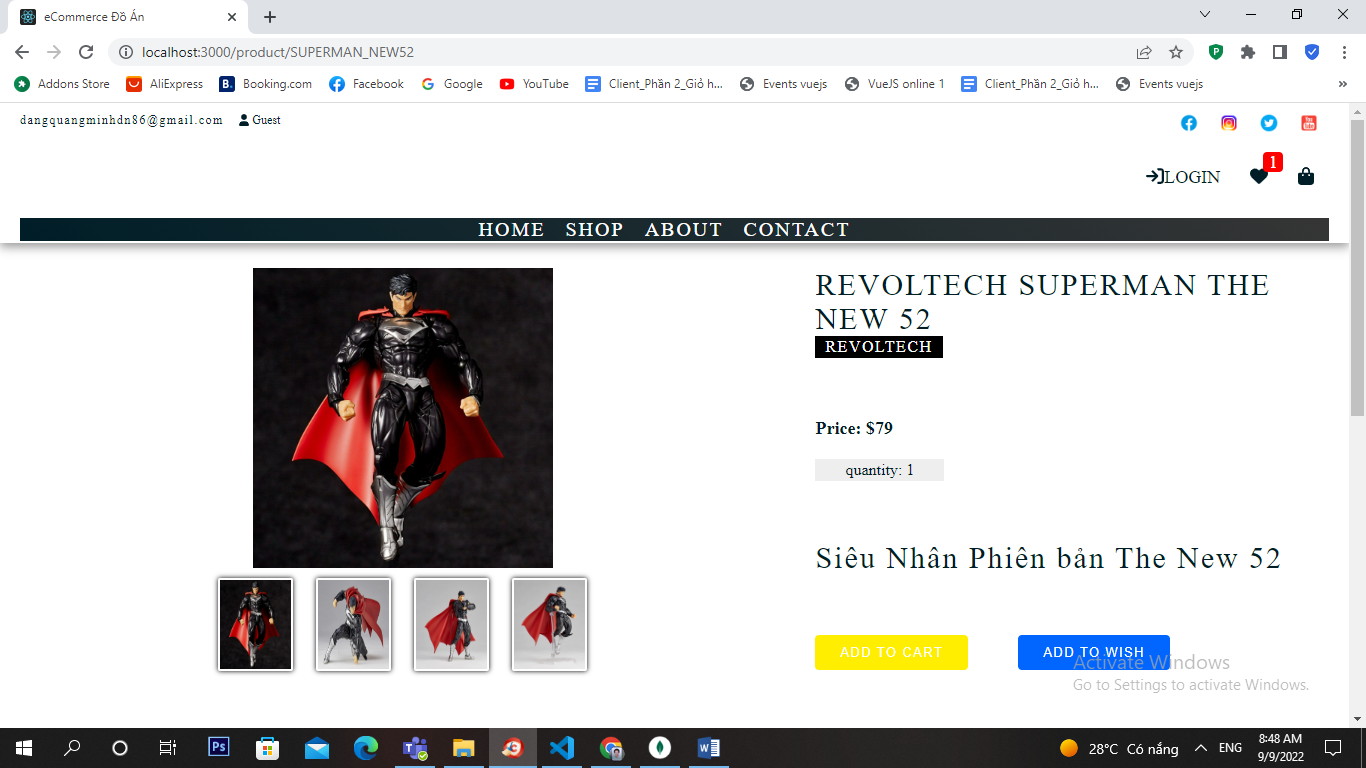 eCommerce Đồ Án
localhost:3000/product/SUPERMAN_NEW52
Addons Store AliExpress Booking.com Facebook Google YouTube Client_Phần 2_Giỏ h... Events vuejs VueJS online 1 Client_Phần 2_Giỏ h... Events vuejs
dangquangminhdn86@gmail.com Guest
1
LOGIN
HOME SHOP ABOUT CONTACT
REVOLTECH SUPERMAN THE
NEW 52
REVOLTECH
Price: $79
quantity: 1
Siêu Nhân Phiên bản The New 52
ADD TO CART ADD TO WISH
Activate Windows
Go to Settings to activate Windows.
28°C Có nắng ENG 8:48 AM
9/9/2022